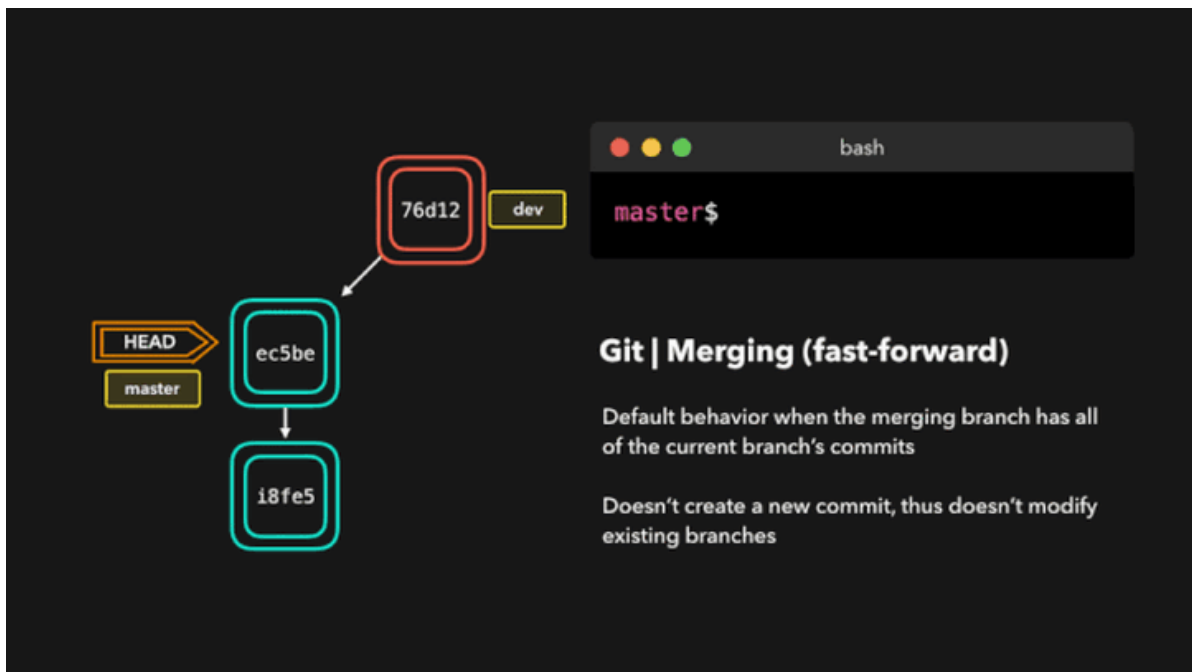 bash
76d12
dev
master$
HEAD
ec5be
master
Git | Merging (fast-forward)
Default behavior when the merging branch has all
of the current branch's commits
i8fe5
Doesn't create a new commit, thus doesn't modify
existing branches